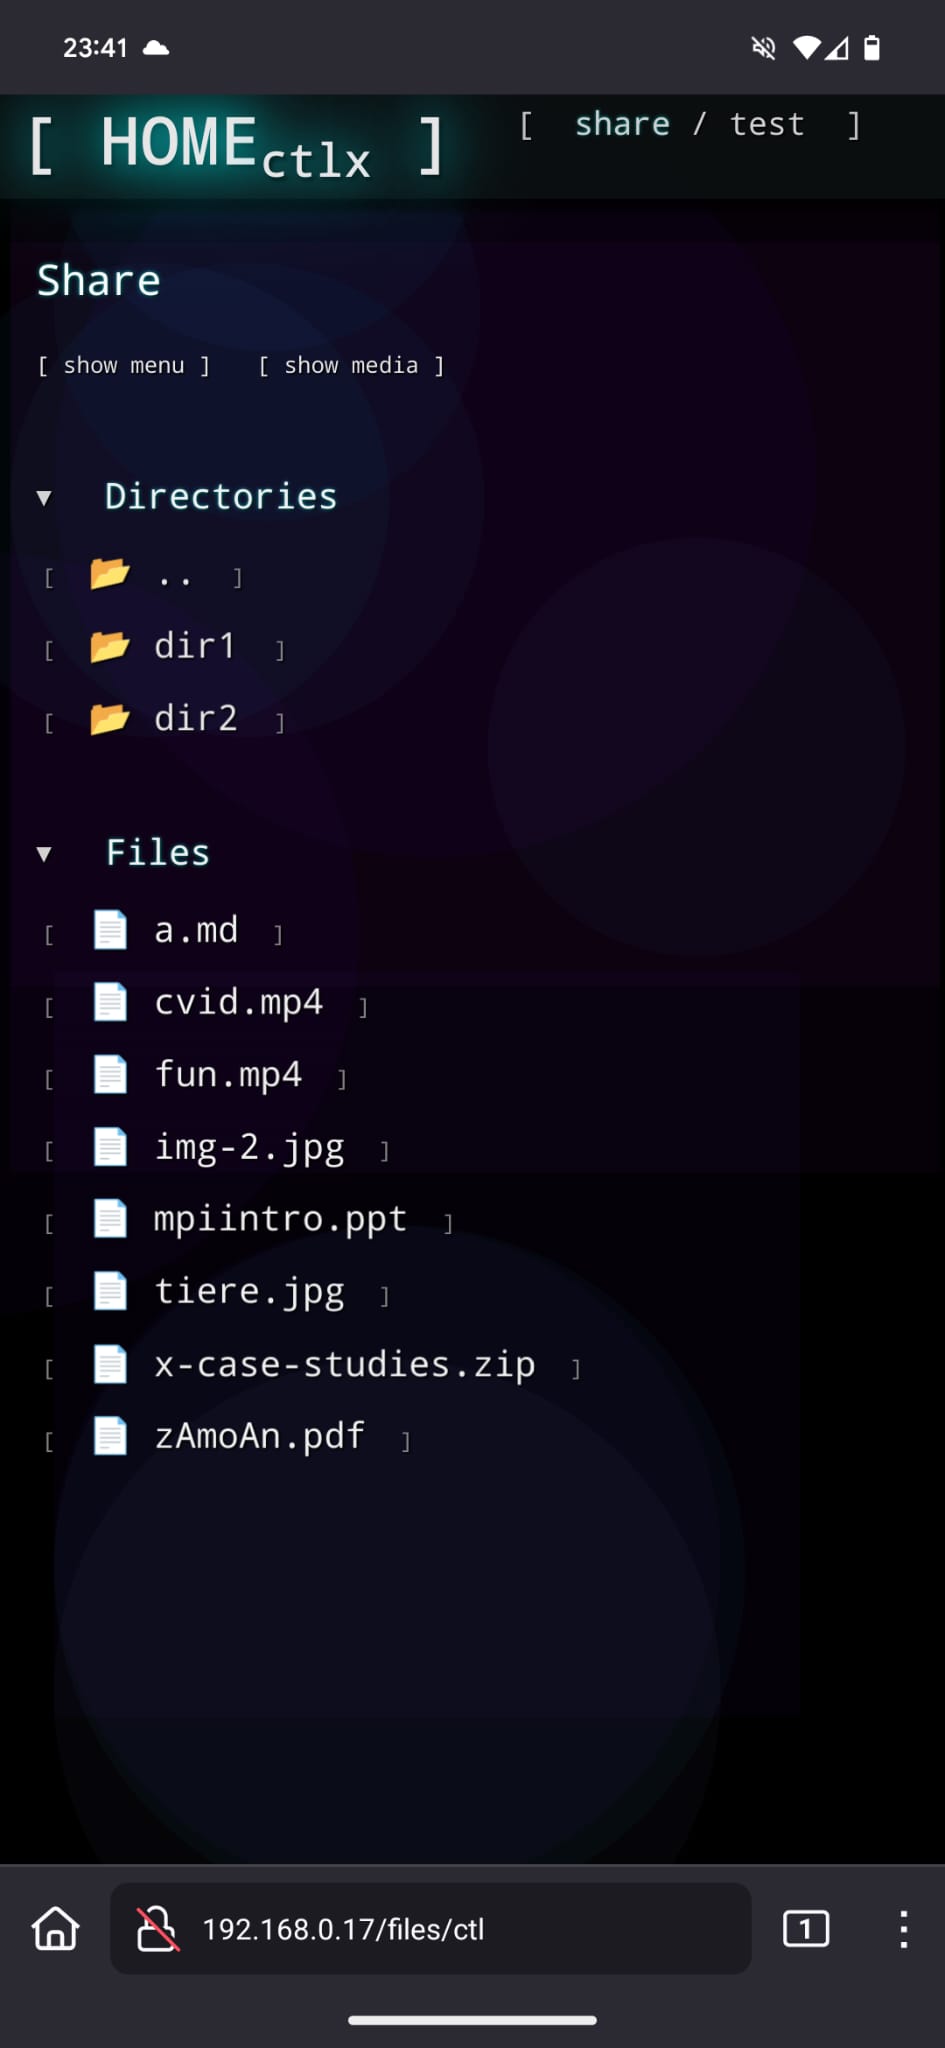 23:41
[ HOMEctlx ] [ share / test ]
Share
[ show menu ] [ show media ]
▼ Directories
[ 📂 .. ]
[ 📂 dir1 ]
[ 📂 dir2 ]
▼ Files
[ 📄 a.md ]
[ 📄 cvid.mp4 ]
[ 📄 fun.mp4 ]
[ 📄 img-2.jpg ]
[ 📄 mpiintro.ppt ]
[ 📄 tiere.jpg ]
[ 📄 x-case-studies.zip ]
[ 📄 zAmoAn.pdf ]
192.168.0.17/files/ctl 1